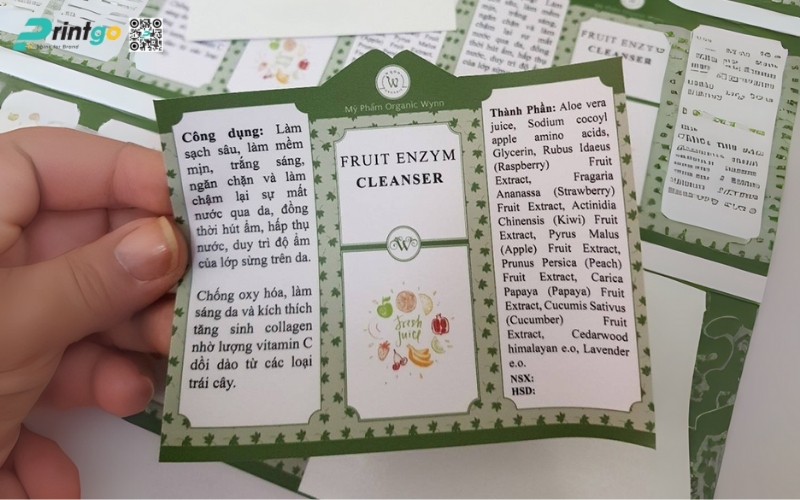 Printgo
Print for Brand
Mỹ Phẩm Organic Wynn
Công dụng: Làm
sạch sâu, làm mềm
mịn, trắng sáng,
ngăn chặn và làm
chậm lại sự mất
nước qua da, đồng
thời hút ẩm, hấp thụ
nước, duy trì độ ẩm
của lớp sừng trên da.
Chống oxy hóa, làm
sáng da và kích thích
tăng sinh collagen
nhờ lượng vitamin C
dồi dào từ các loại
trái cây.
FRUIT ENZYM
CLEANSER
W
fresh
juice
Thành Phần: Aloe vera
juice, Sodium cocoyl
apple amino acids,
Glycerin, Rubus Idaeus
(Raspberry) Fruit
Extract, Fragaria
Ananassa (Strawberry)
Fruit Extract, Actinidia
Chinensis (Kiwi) Fruit
Extract, Pyrus Malus
(Apple) Fruit Extract,
Prunus Persica (Peach)
Fruit Extract, Carica
Papaya (Papaya) Fruit
Extract, Cucumis Sativus
(Cucumber) Fruit
Extract, Cedarwood
himalayan e.o, Lavender
e.o.
NSX:
HSD:
FRUIT ENZYM
CLEANSER